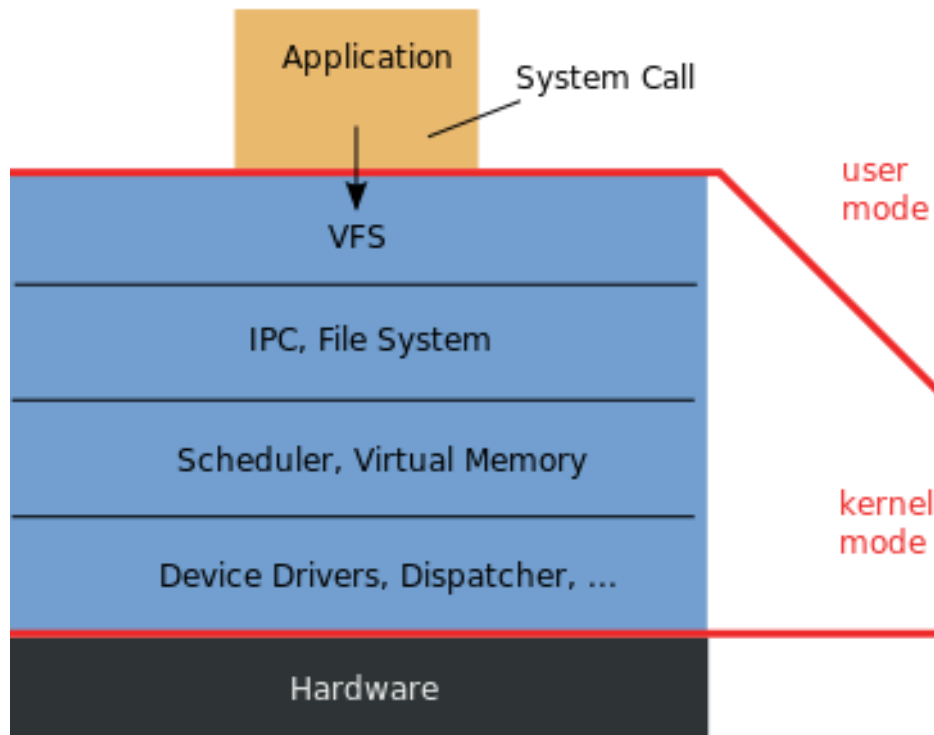 Application
System Call
user
mode
VFS
IPC, File System
Scheduler, Virtual Memory
kernel
mode
Device Drivers, Dispatcher, ...
Hardware